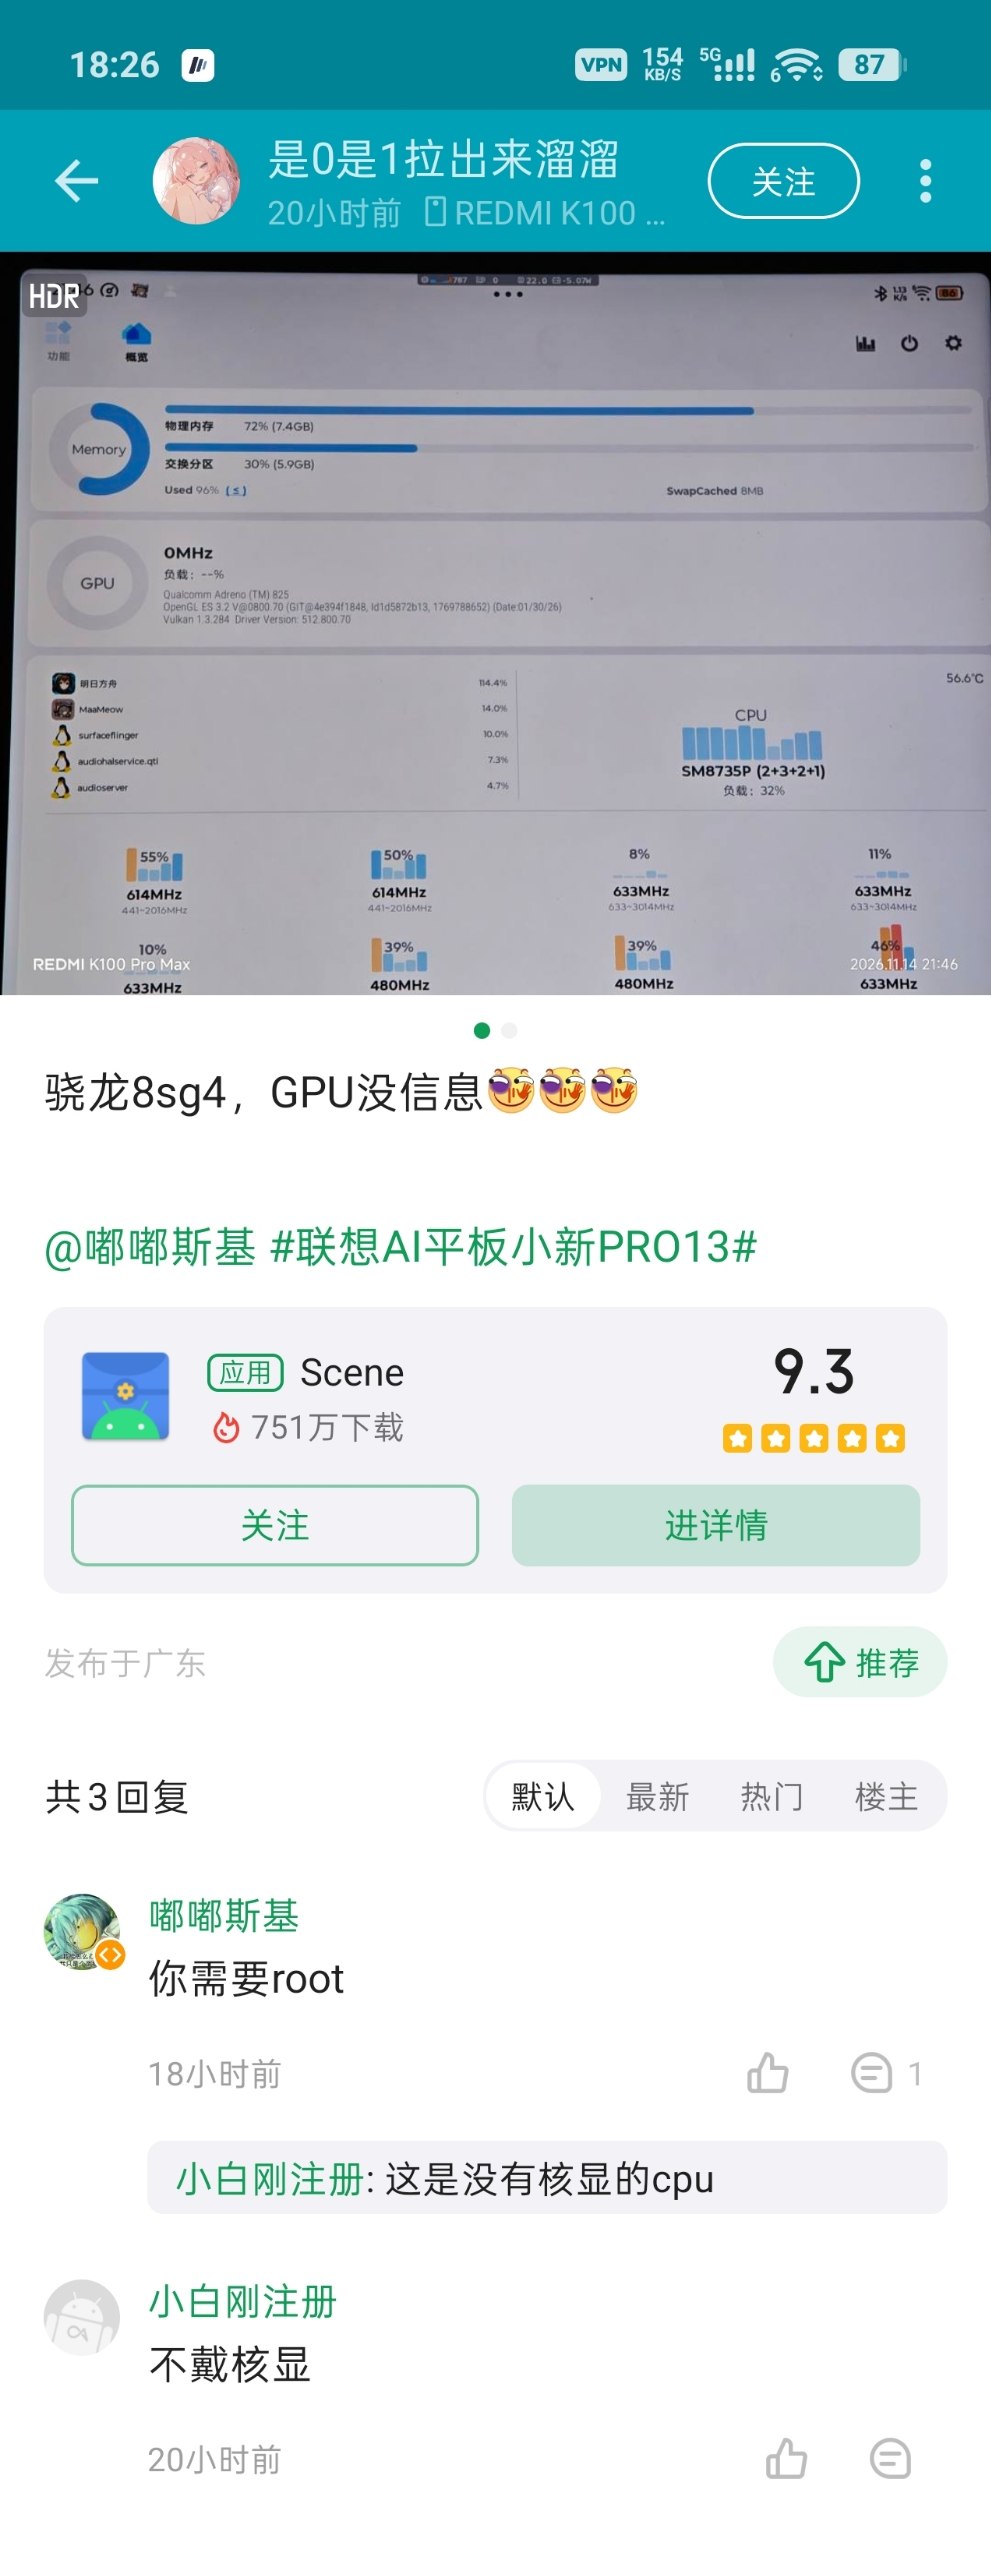 18:26
VPN
154
KB/S
5G
6
87
是0是1拉出来溜溜
20小时前 REDMI K100 ...
关注
HDR
功能
概览
Memory
物理内存 72% (7.4GB)
交换分区 30% (5.9GB)
Used 96% (≤)
SwapCached 8MB
GPU
0MHz
负载：--%
Qualcomm Adreno (TM) 825
OpenGL ES 3.2 V@0800.70 (GIT@4e394f1848, Id1d5872b13, 1769788652) (Date:01/30/26)
Vulkan 1.3.284 Driver Version: 512.800.70
明日方舟 114.4%
MaaMeow 14.0%
surfaceflinger 10.0%
audiohalservice.qti 7.3%
audioserver 4.7%
56.6°C
CPU
SM8735P (2+3+2+1)
负载：32%
55%
614MHz
441~2016MHz
50%
614MHz
441~2016MHz
8%
633MHz
633~3014MHz
11%
633MHz
633~3014MHz
10%
633MHz
39%
480MHz
39%
480MHz
46%
633MHz
REDMI K100 Pro Max
2026.11.14 21:46
骁龙8sg4，GPU没信息
@嘟嘟斯基 #联想AI平板小新PRO13#
应用 Scene
751万下载
9.3
关注
进详情
发布于广东
推荐
共3回复
默认 最新 热门 楼主
嘟嘟斯基
你需要root
18小时前
1
小白刚注册: 这是没有核显的cpu
小白刚注册
不戴核显
20小时前